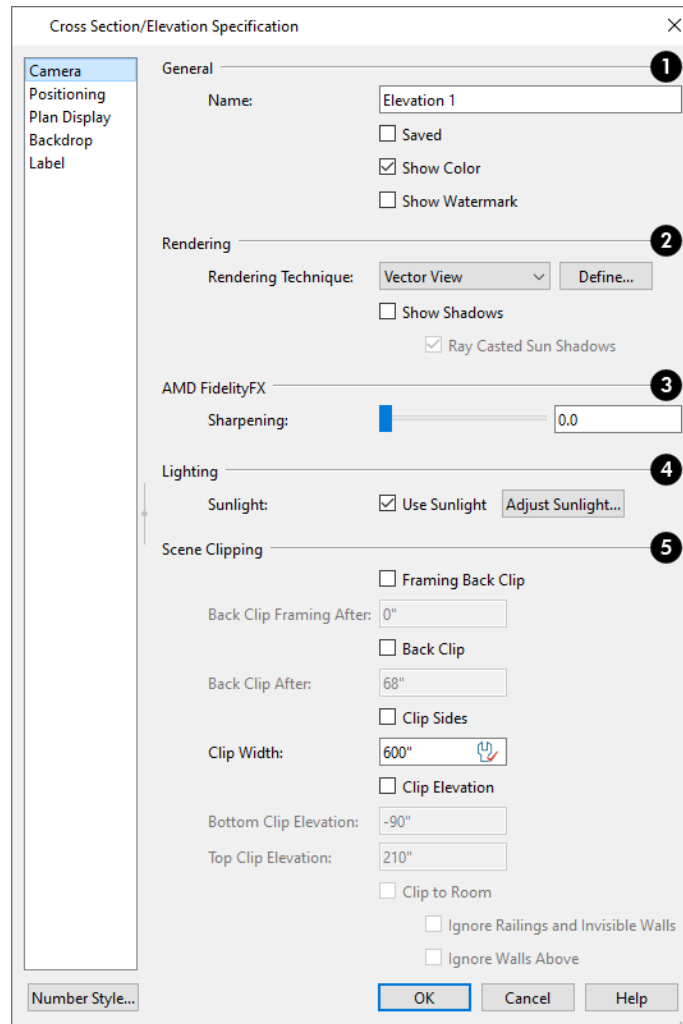 Cross Section/Elevation Specification
Camera
Positioning
Plan Display
Backdrop
Label
General 1
Name: Elevation 1
Saved
Show Color
Show Watermark
Rendering 2
Rendering Technique: Vector View Define...
Show Shadows
Ray Casted Sun Shadows
AMD FidelityFX 3
Sharpening: 0.0
Lighting 4
Sunlight: Use Sunlight Adjust Sunlight...
Scene Clipping 5
Framing Back Clip
Back Clip Framing After: 0"
Back Clip
Back Clip After: 68"
Clip Sides
Clip Width: 600"
Clip Elevation
Bottom Clip Elevation: -90"
Top Clip Elevation: 210"
Clip to Room
Ignore Railings and Invisible Walls
Ignore Walls Above
Number Style... OK Cancel Help